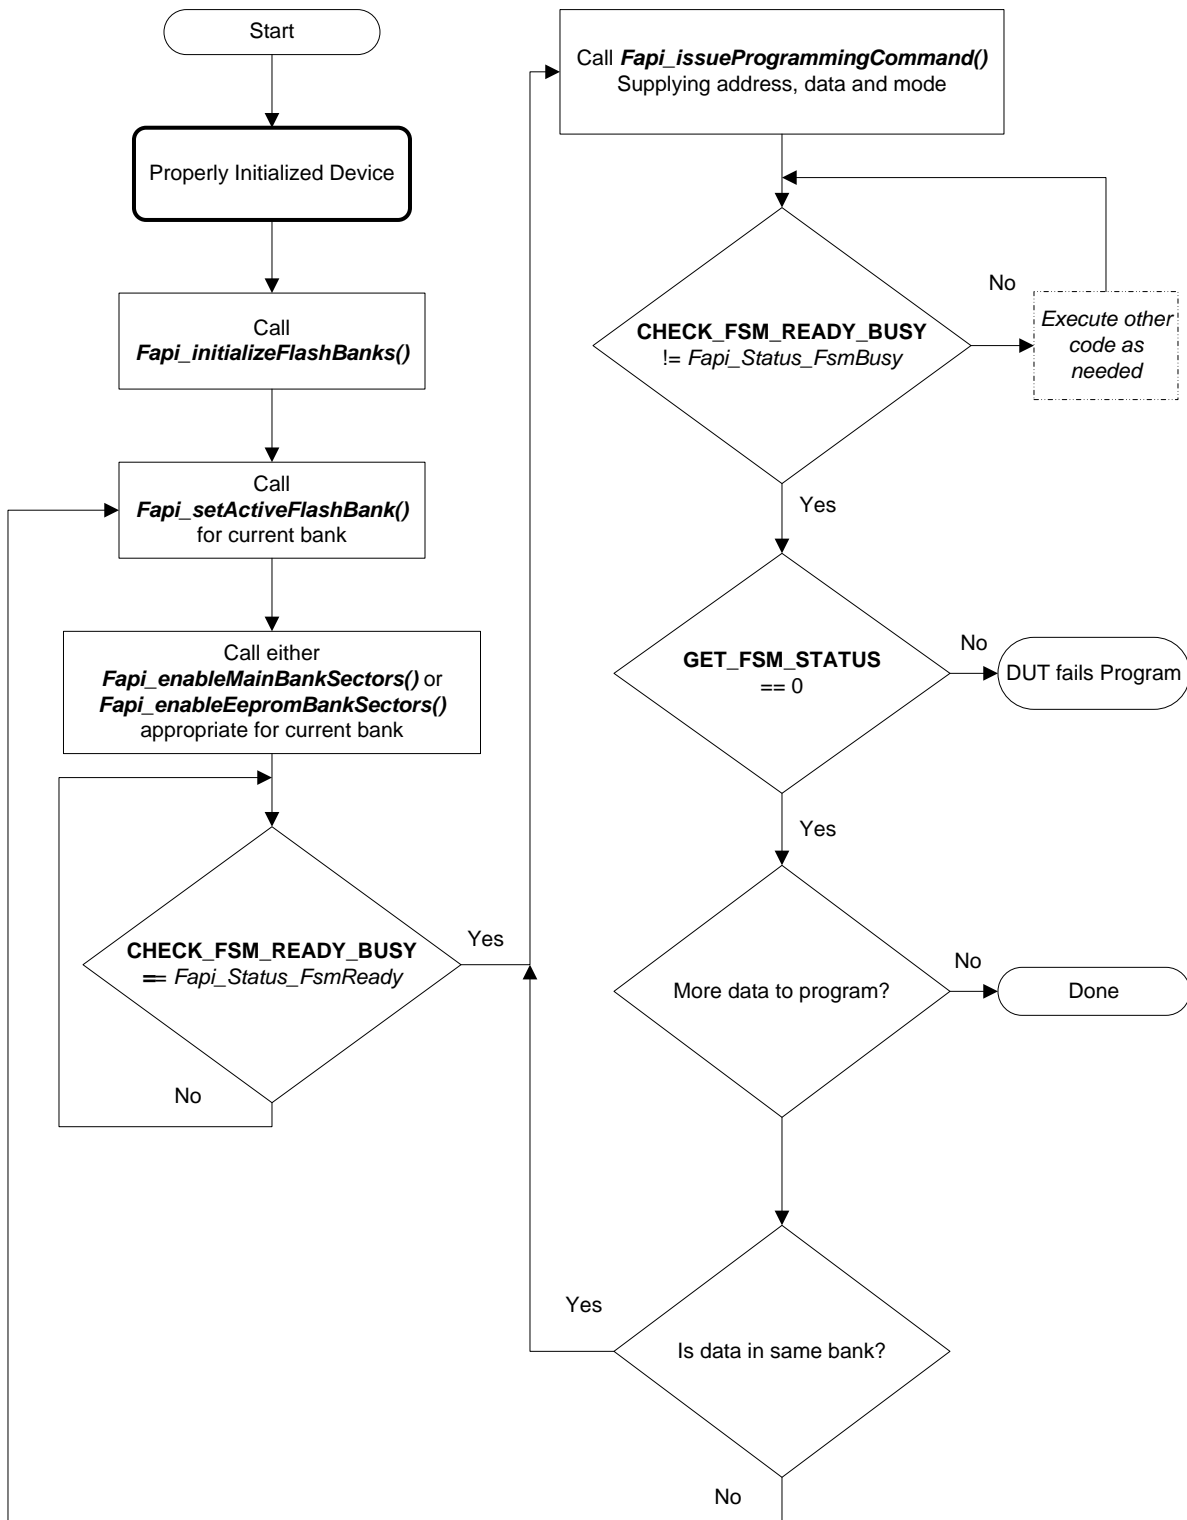 Start
Properly Initialized Device
Call
Fapi_initializeFlashBanks()
Call
Fapi_setActiveFlashBank()
for current bank
Call either
Fapi_enableMainBankSectors() or
Fapi_enableEepromBankSectors()
appropriate for current bank
CHECK_FSM_READY_BUSY
== Fapi_Status_FsmReady
Yes
No
Call Fapi_issueProgrammingCommand()
Supplying address, data and mode
CHECK_FSM_READY_BUSY
!= Fapi_Status_FsmBusy
No
Execute other
code as
needed
Yes
GET_FSM_STATUS
== 0
No
DUT fails Program
Yes
More data to program?
No
Done
Is data in same bank?
Yes
No